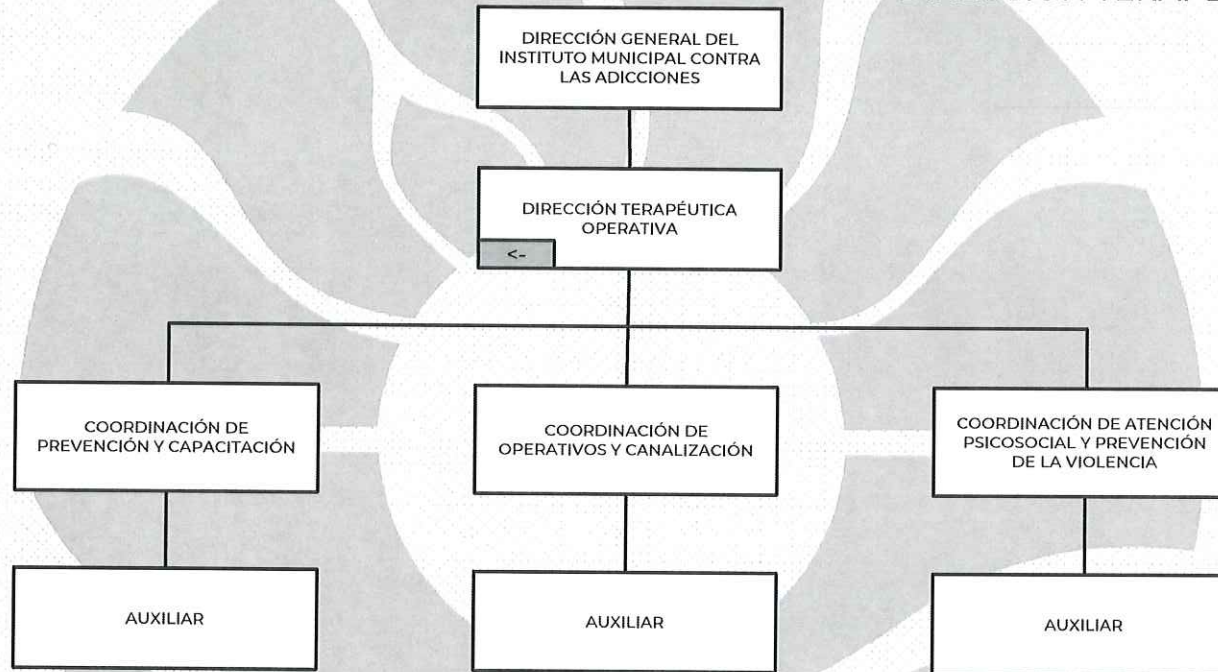 DIRECCIÓN GENERAL DEL
INSTITUTO MUNICIPAL CONTRA
LAS ADICCIONES
DIRECCIÓN TERAPÉUTICA
OPERATIVA
<-
COORDINACIÓN DE
PREVENCIÓN Y CAPACITACIÓN
COORDINACIÓN DE
OPERATIVOS Y CANALIZACIÓN
COORDINACIÓN DE ATENCIÓN
PSICOSOCIAL Y PREVENCIÓN
DE LA VIOLENCIA
AUXILIAR
AUXILIAR
AUXILIAR